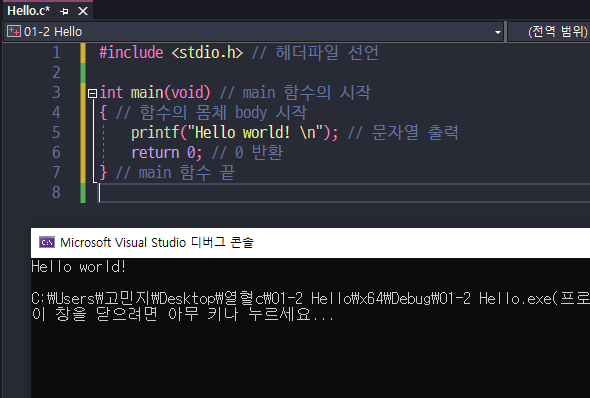 Hello.c*
01-2 Hello (전역 범위)
1 #include <stdio.h> // 헤더파일 선언
2
3 int main(void) // main 함수의 시작
4 { // 함수의 몸체 body 시작
5 printf("Hello world! \n"); // 문자열 출력
6 return 0; // 0 반환
7 } // main 함수 끝
8
C:\ Microsoft Visual Studio 디버그 콘솔
Hello world!
C:₩Users₩고민지₩Desktop₩열혈c₩01-2 Hello₩x64₩Debug₩01-2 Hello.exe(프로
이 창을 닫으려면 아무 키나 누르세요...